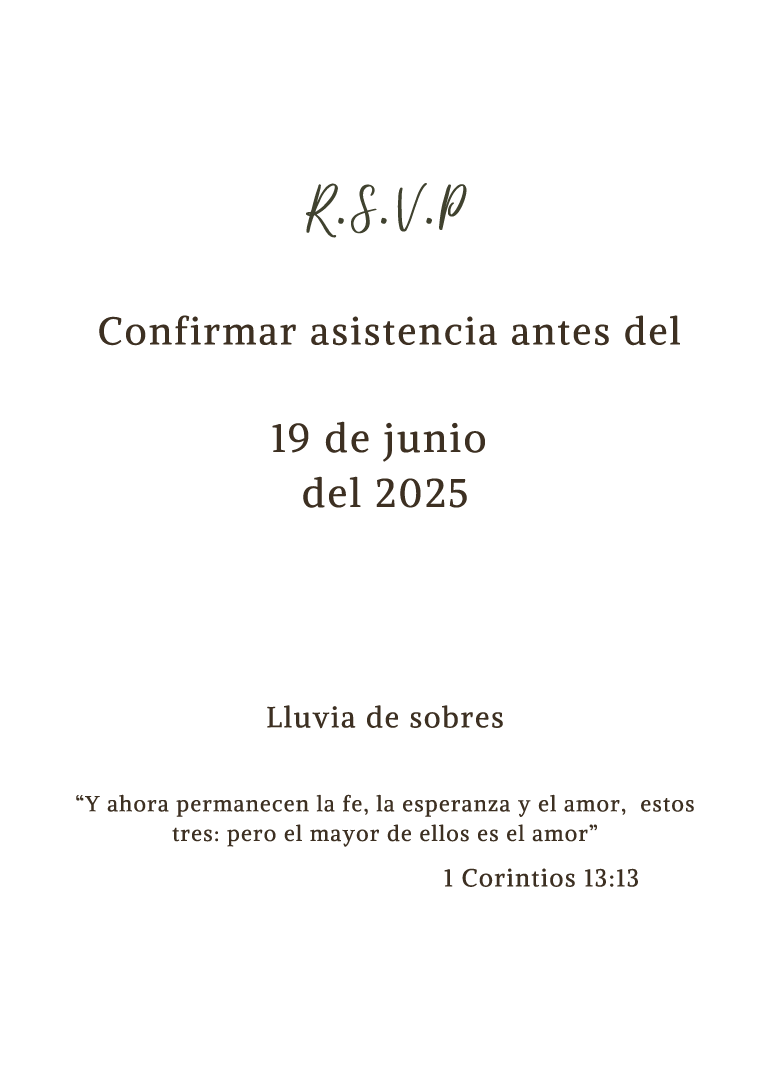 R.S.V.P
Confirmar asistencia antes del
19 de junio
del 2025
Lluvia de sobres
“Y ahora permanecen la fe, la esperanza y el amor,  estos
tres: pero el mayor de ellos es el amor”
1 Corintios 13:13